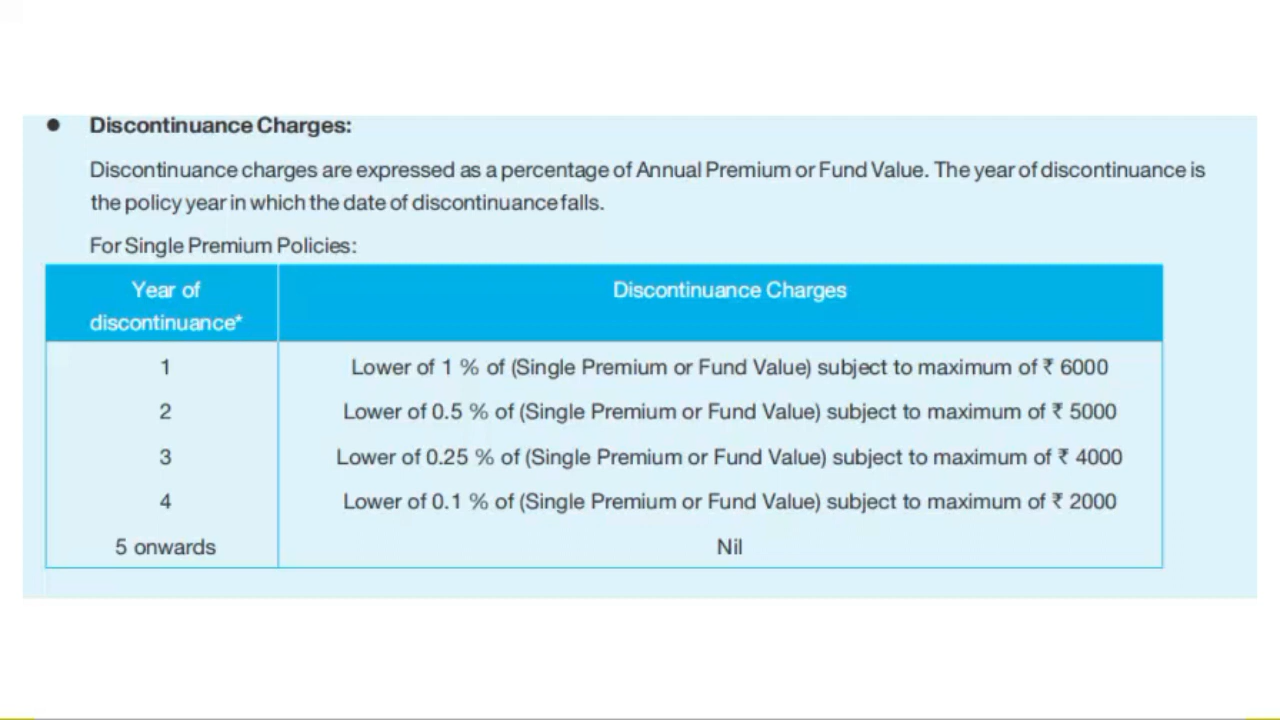 ● Discontinuance Charges:
Discontinuance charges are expressed as a percentage of Annual Premium or Fund Value. The year of discontinuance is
the policy year in which the date of discontinuance falls.
For Single Premium Policies:
Year of discontinuance* Discontinuance Charges
1 Lower of 1 % of (Single Premium or Fund Value) subject to maximum of ₹ 6000
2 Lower of 0.5 % of (Single Premium or Fund Value) subject to maximum of ₹ 5000
3 Lower of 0.25 % of (Single Premium or Fund Value) subject to maximum of ₹ 4000
4 Lower of 0.1 % of (Single Premium or Fund Value) subject to maximum of ₹ 2000
5 onwards Nil